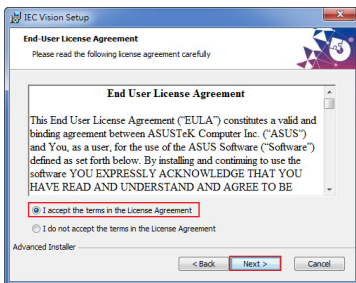 IEC Vision Setup
End-User License Agreement
Please read the following license agreement carefully
End User License Agreement
This End User License Agreement ("EULA") constitutes a valid and
binding agreement between ASUSTeK Computer Inc. ("ASUS")
and You, as a user, for the use of the ASUS Software ("Software")
defined as set forth below. By installing and continuing to use the
software YOU EXPRESSLY ACKNOWLEDGE THAT YOU
HAVE READ AND UNDERSTAND AND AGREE TO BE
I accept the terms in the License Agreement
I do not accept the terms in the License Agreement
Advanced Installer
< Back Next > Cancel